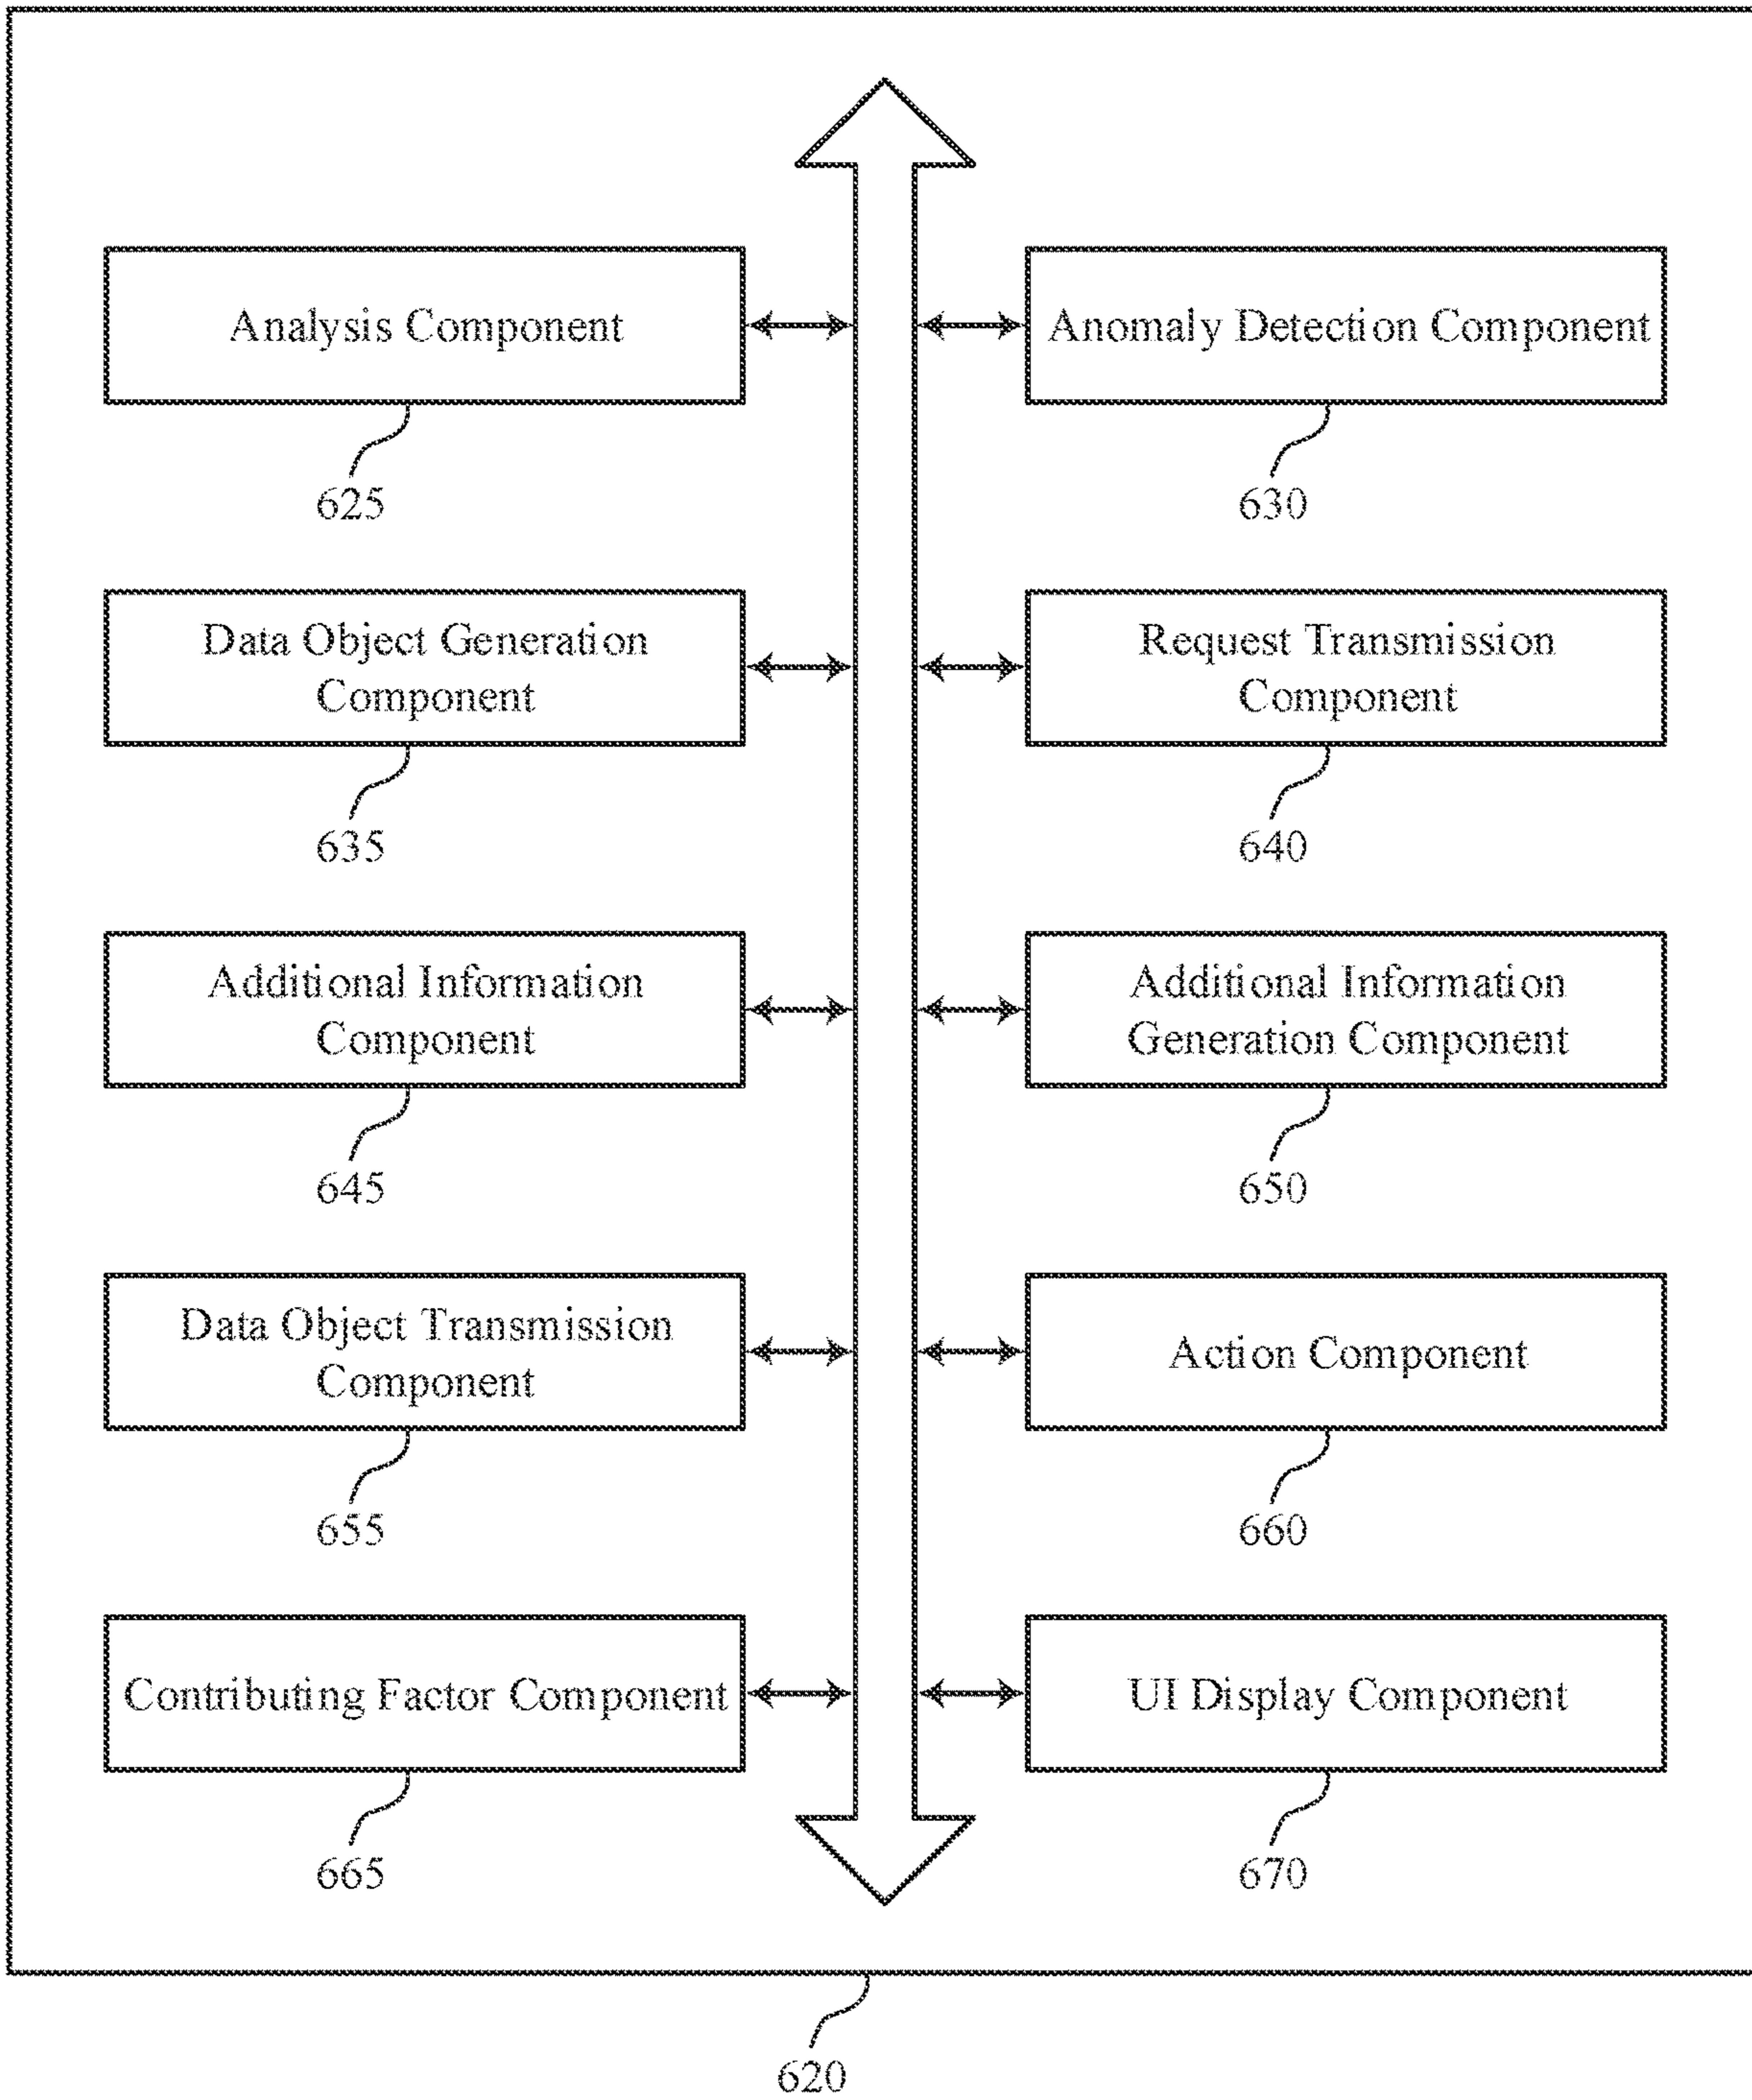 Analysis Component
625
Anomaly Detection Component
630
Data Object Generation
Component
635
Request Transmission
Component
640
Additional Information
Component
645
Additional Information
Generation Component
650
Data Object Transmission
Component
655
Action Component
660
Contributing Factor Component
665
UI Display Component
670
620